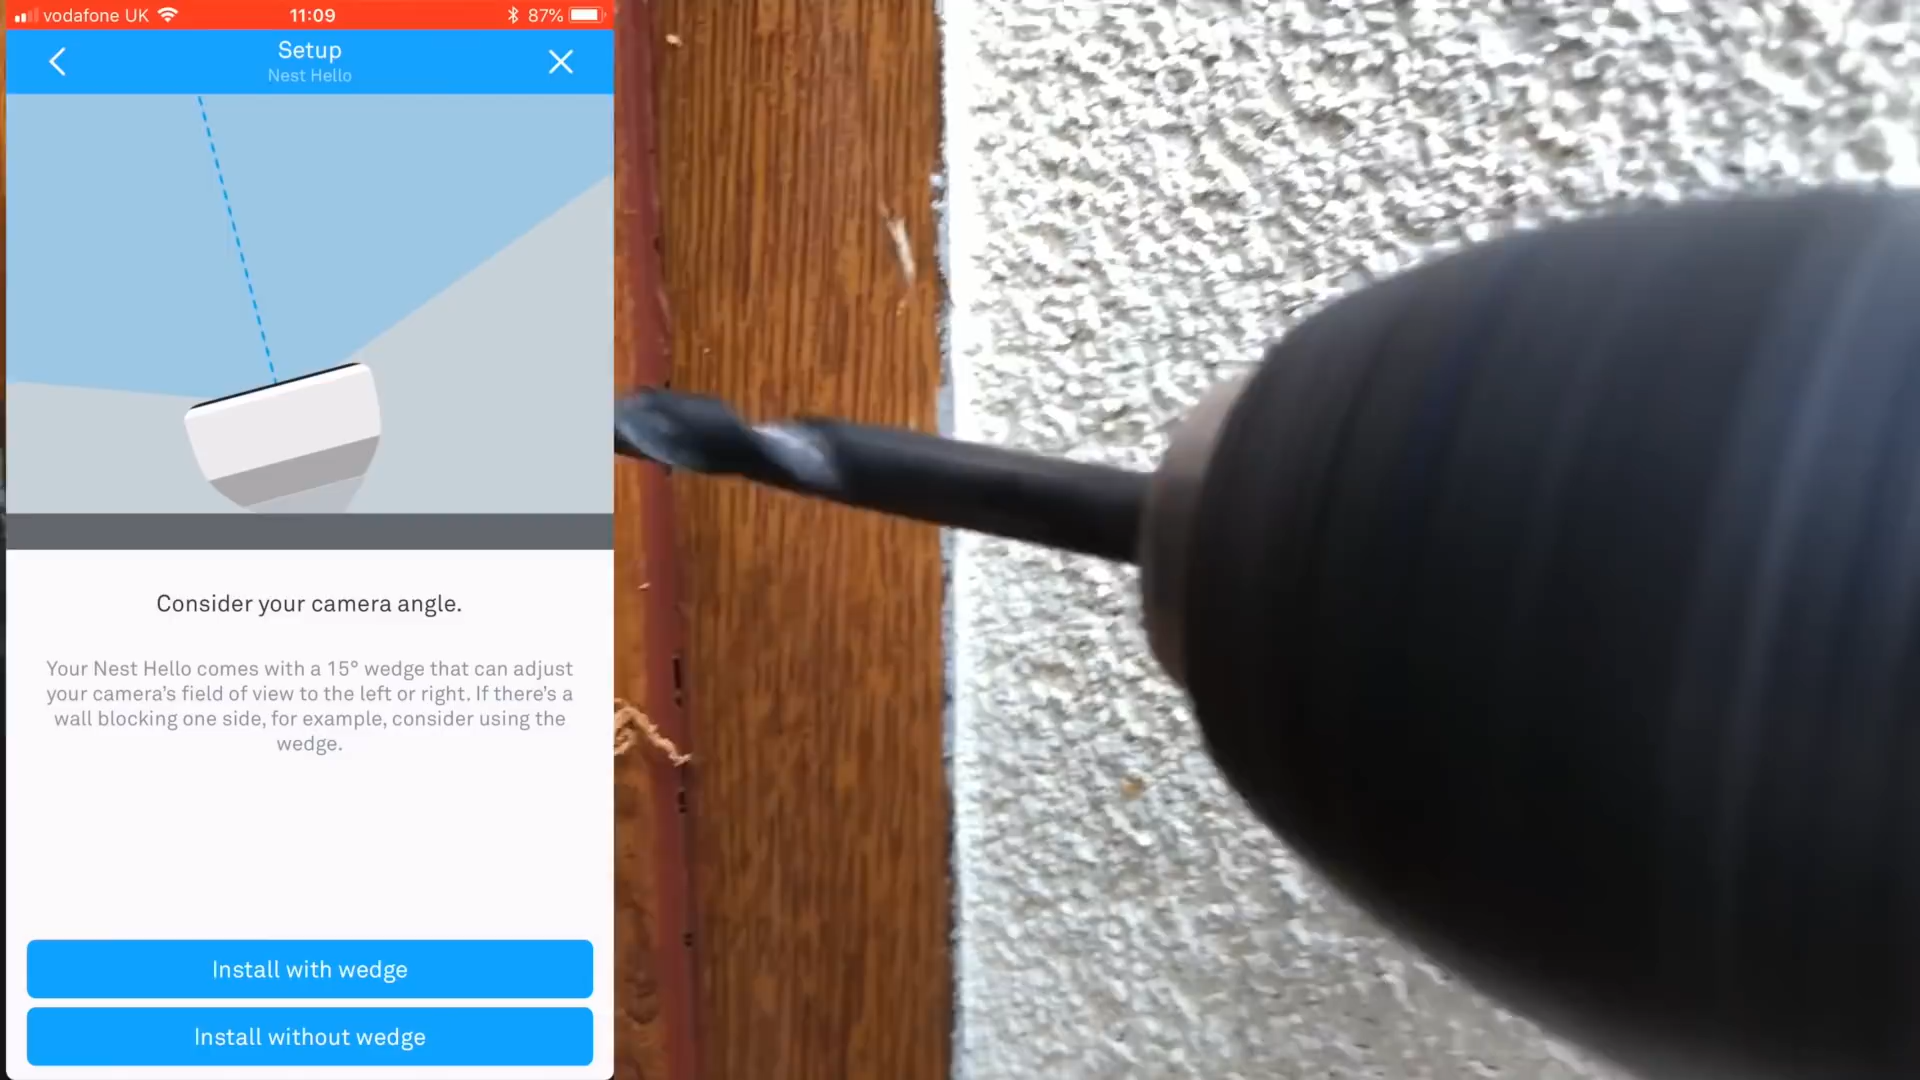 vodafone UK 11:09 87%
Setup
Nest Hello
Consider your camera angle.
Your Nest Hello comes with a 15° wedge that can adjust
your camera's field of view to the left or right. If there's a
wall blocking one side, for example, consider using the
wedge.
Install with wedge
Install without wedge